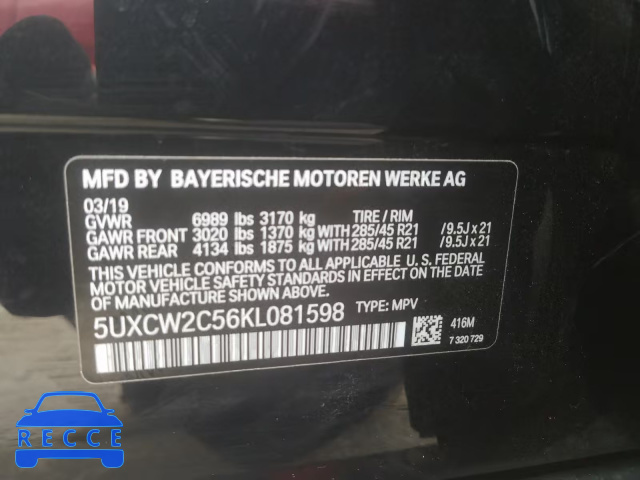 MFD BY BAYERISCHE MOTOREN WERKE AG
03/19 TIRE / RIM
GVWR 6989 lbs 3170 kg
GAWR FRONT 3020 lbs 1370 kg WITH 285/45 R21 /9.5J x 21
GAWR REAR 4134 lbs 1875 kg WITH 285/45 R21 /9.5J x 21
THIS VEHICLE CONFORMS TO ALL APPLICABLE U.S. FEDERAL
MOTOR VEHICLE SAFETY STANDARDS IN EFFECT ON THE
DATE OF MANUFACTURE SHOWN ABOVE.
5UXCW2C56KL081598 TYPE: MPV
416M
7 320 729
RECCE